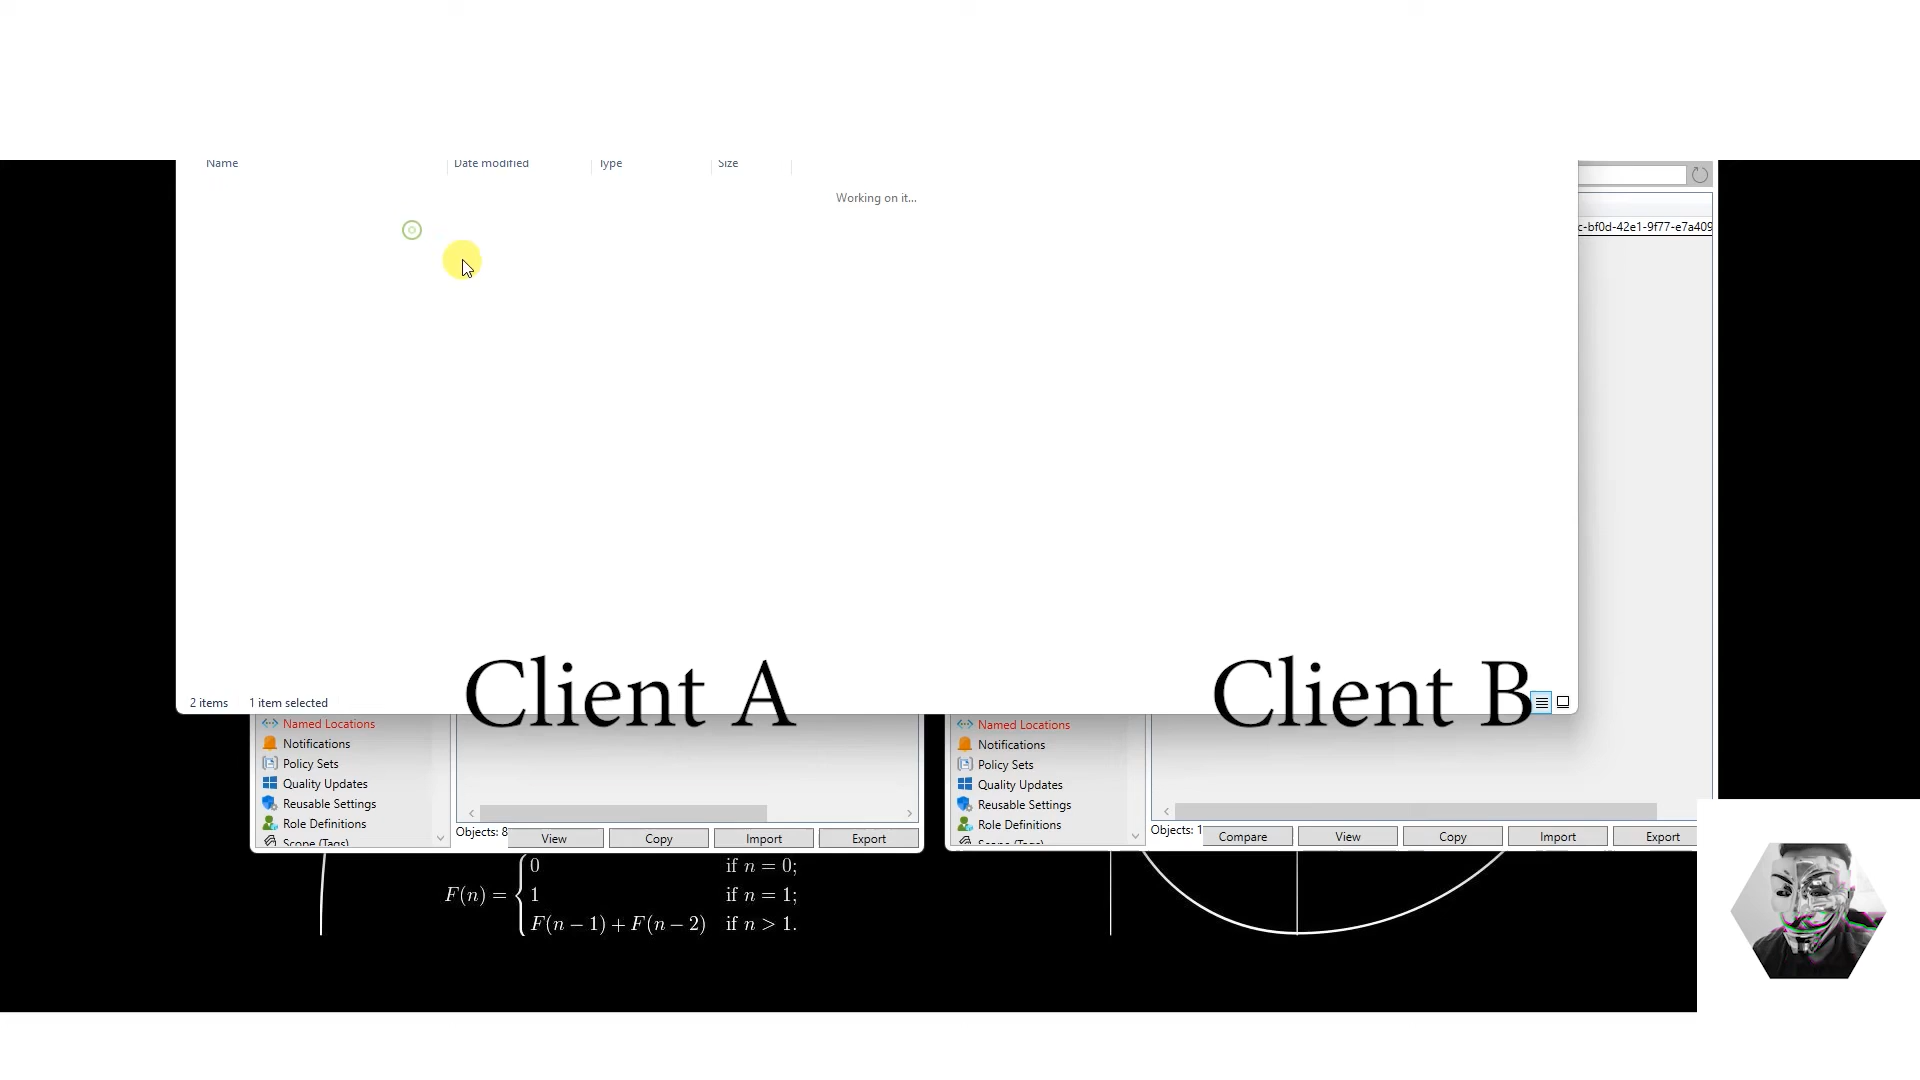 Name Date modified Type Size
Working on it...
c-bf0d-42e1-9f77-e7a409
Client A
Client B
2 items 1 item selected
Named Locations
Notifications
Policy Sets
Quality Updates
Reusable Settings
Role Definitions
Scope (Tags)
Objects: 8
View Copy Import Export
Named Locations
Notifications
Policy Sets
Quality Updates
Reusable Settings
Role Definitions
Scope (Tags)
Objects: 1
Compare View Copy Import Export
0 if n = 0;
F(n) = { 1 if n = 1;
F(n − 1) + F(n − 2) if n > 1.